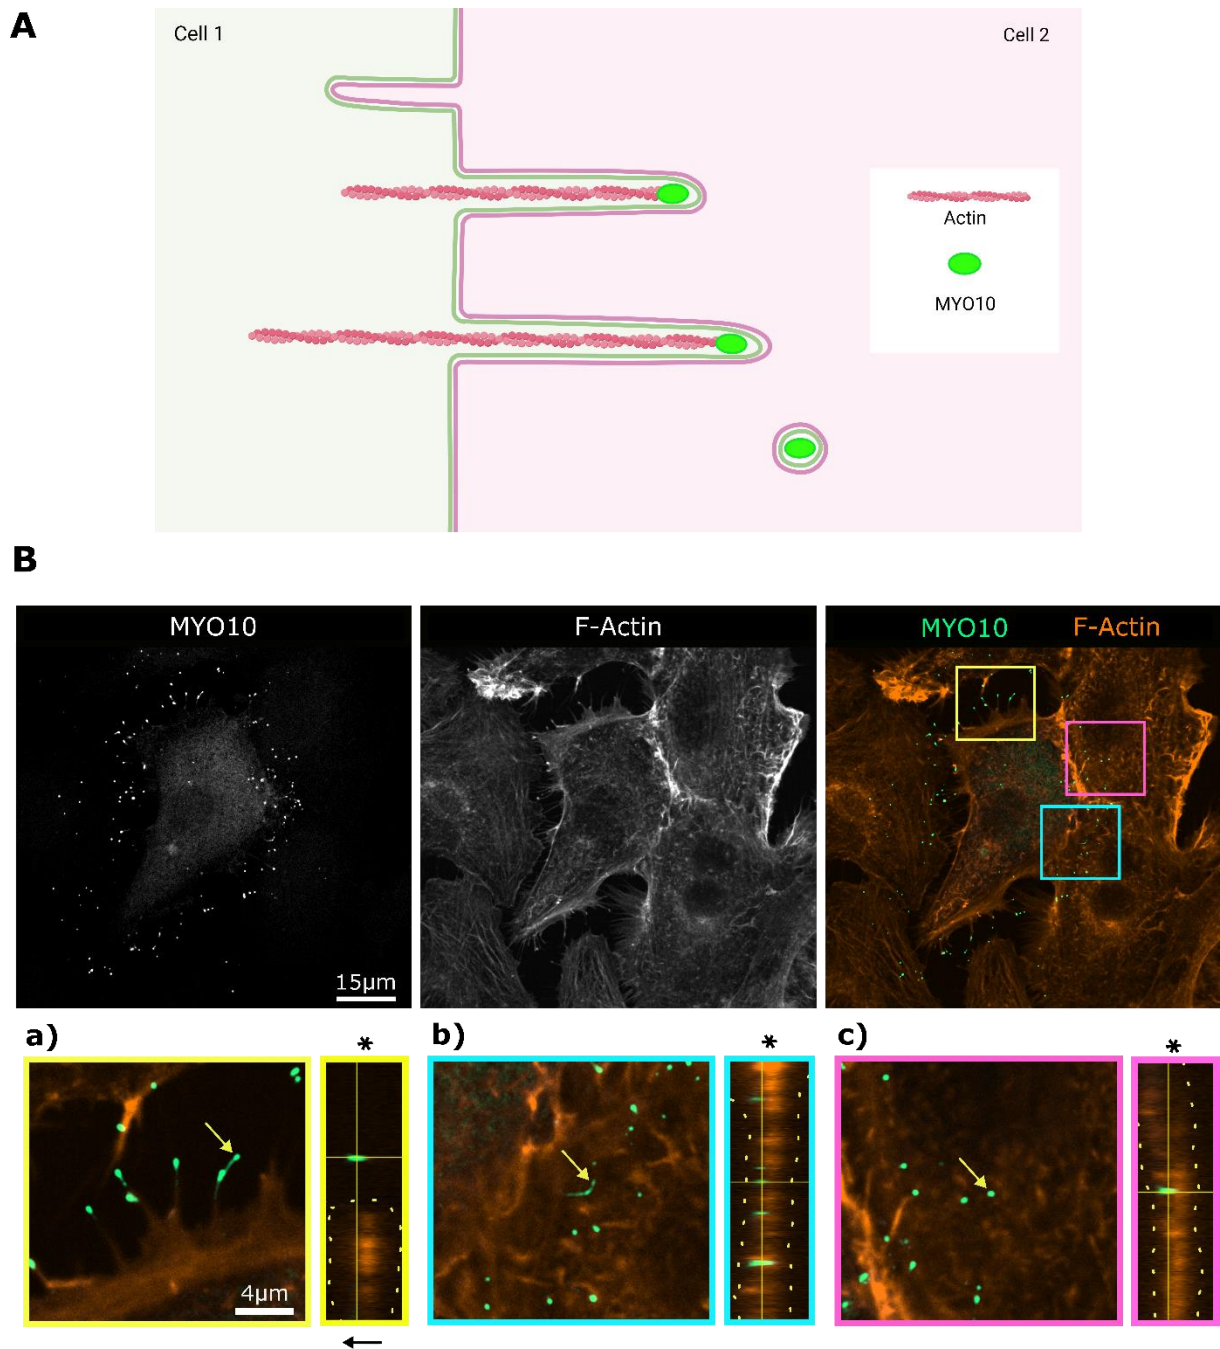 A
Cell 1
Cell 2
Actin
MYO10
B
MYO10
F-Actin
MYO10 F-Actin
15µm
a)
*
b)
*
c)
*
4µm